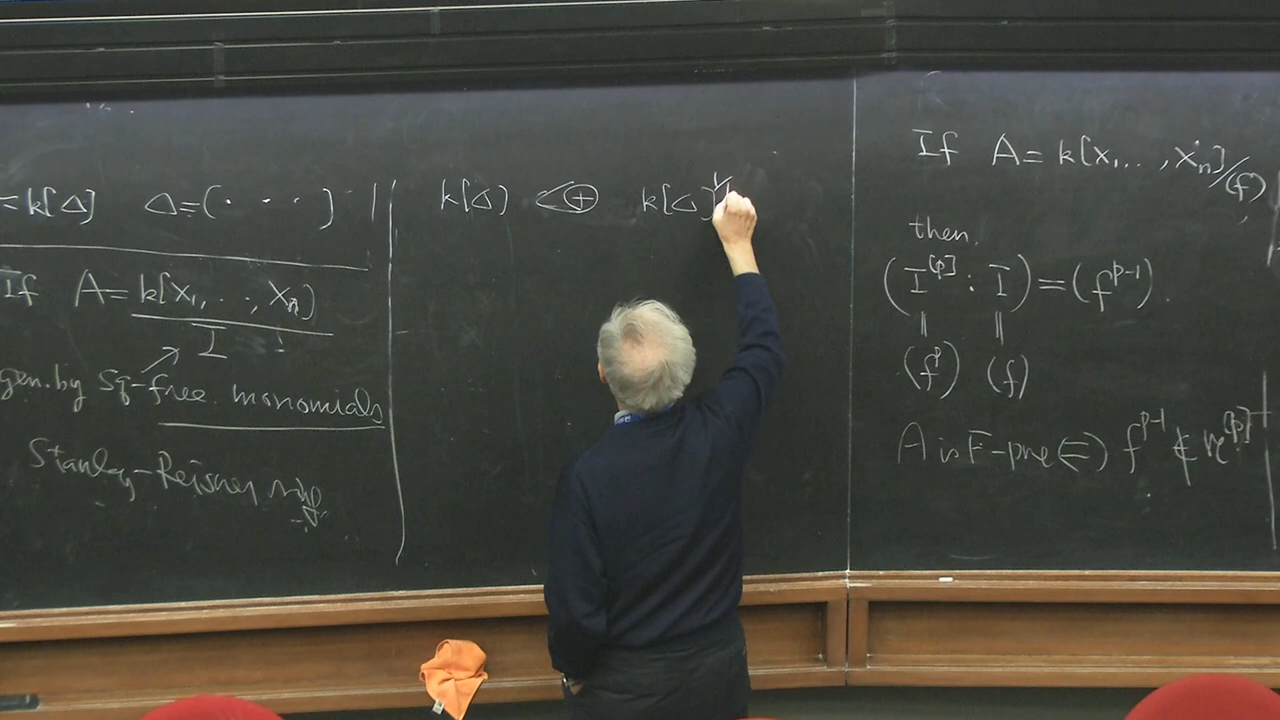 =k[Δ] Δ=(· · · )
If A= k[x₁, . . , xₙ]
I
gen. by sq-free monomials
Stanley-Reisner ring
k[Δ] <⊕ k[Δ]
If A= k[x₁, . . , xₙ]/(f)
then
(I^[p] : I) = (f^{p-1})
|| ||
(f^p) (f)
A is F-pure (=) f^{p-1} ∉ m^[p]